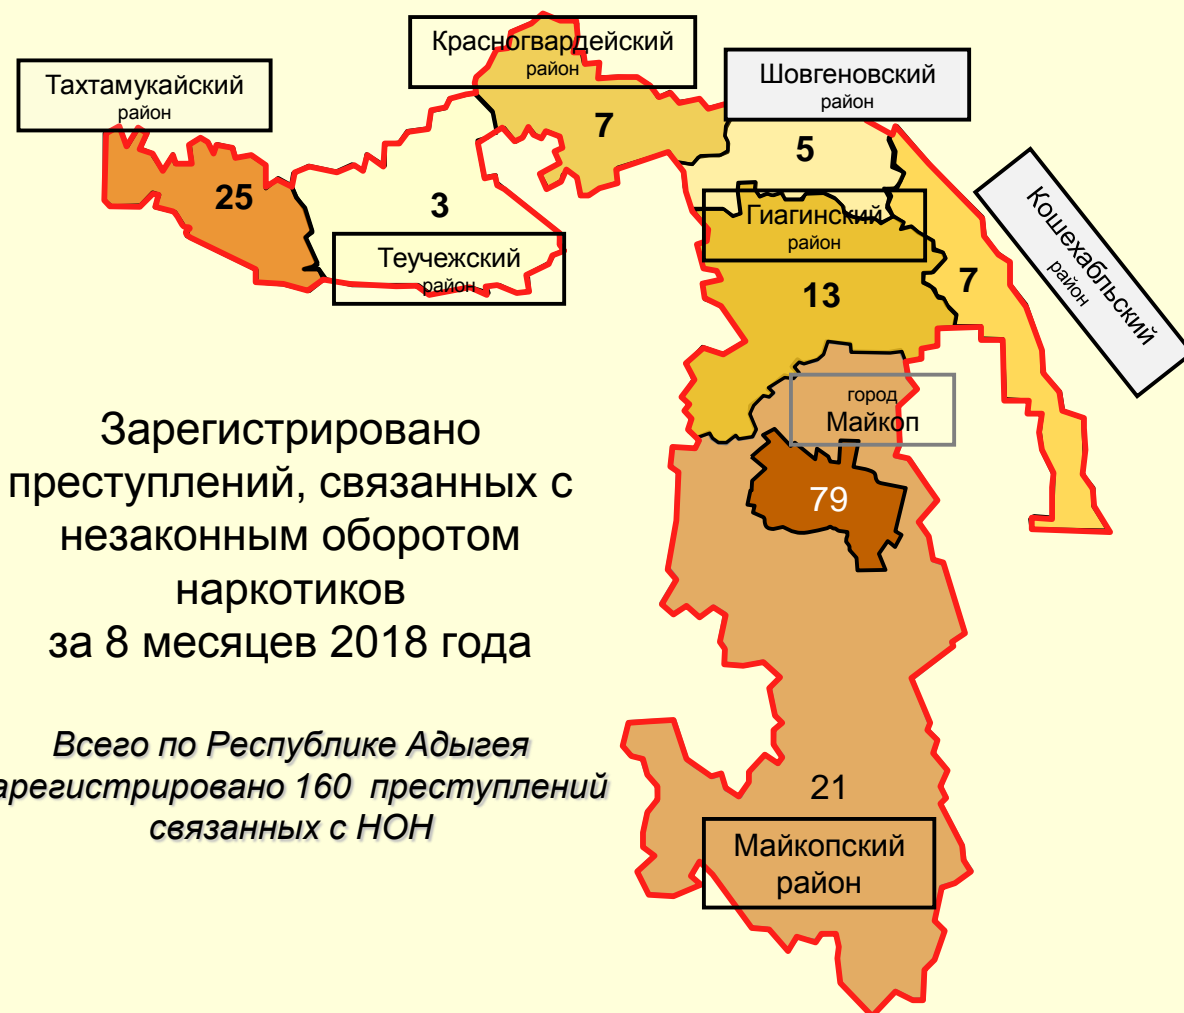 Красногвардейский
район
Шовгеновский
район
Тахтамукайский
район
7
5
25
3
Кошехабльский
район
Гиагинский
район
Теучежский
район
7
13
город
Майкоп
79
Зарегистрировано
преступлений, связанных с
незаконным оборотом
наркотиков
за 8 месяцев 2018 года
Всего по Республике Адыгея
арегистрировано 160 преступлений
связанных с НОН
21
Майкопский
район